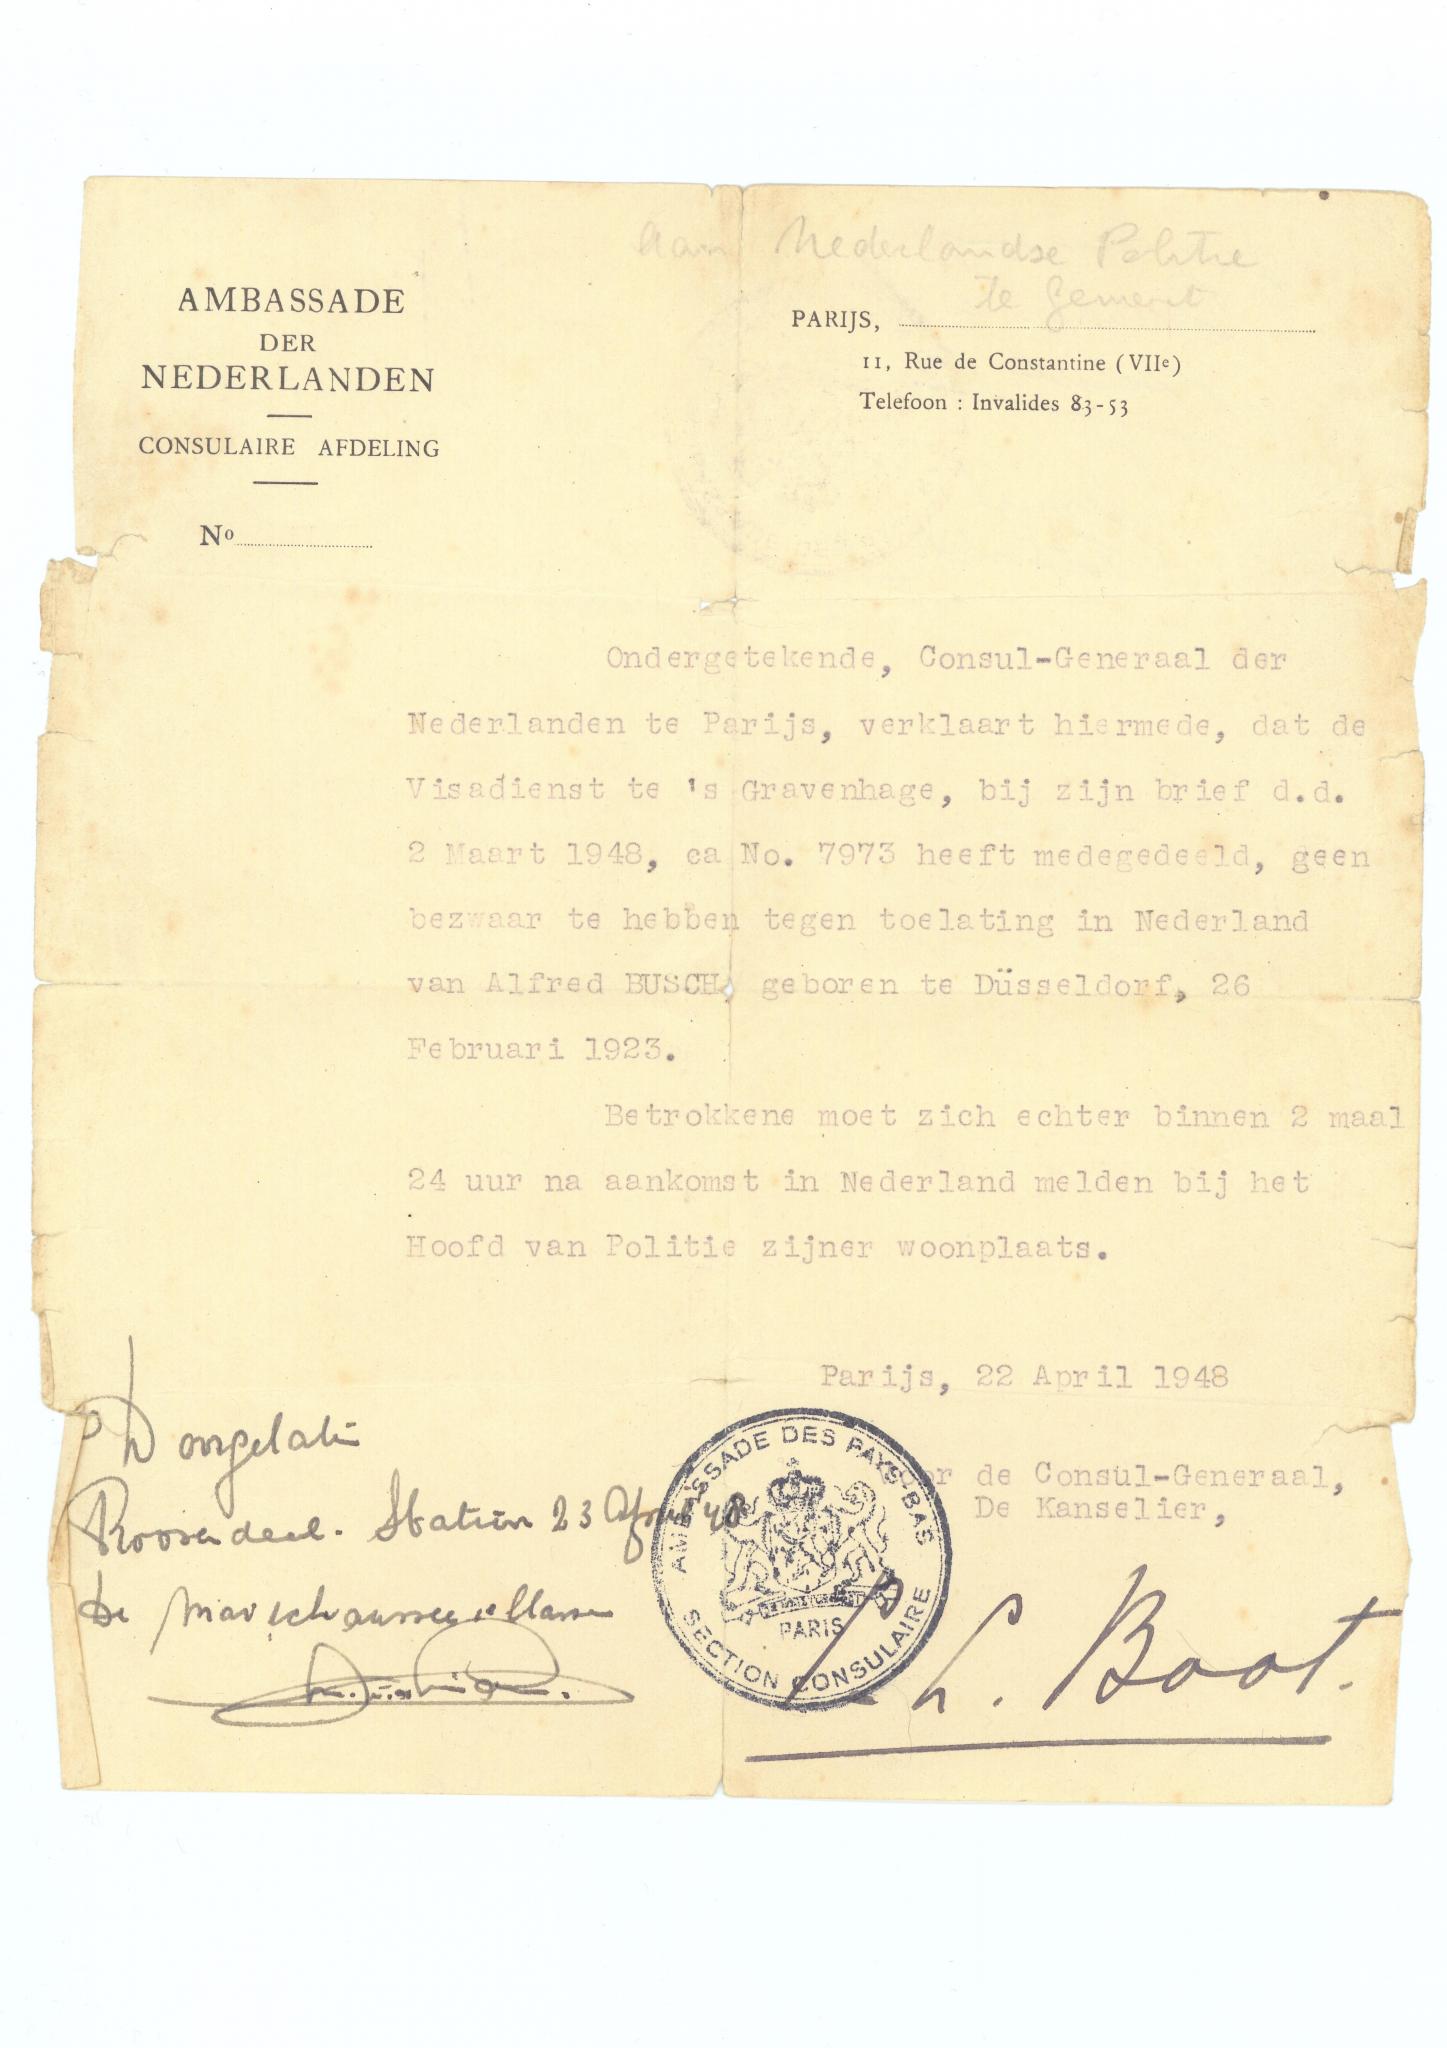 Aan Nederlandse Politie
te Gemert
AMBASSADE
DER
NEDERLANDEN
CONSULAIRE AFDELING
No
PARIJS,
11, Rue de Constantine (VIIe)
Telefoon : Invalides 83-53
Ondergetekende, Consul-Generaal der
Nederlanden te Parijs, verklaart hiermede, dat de
Visadienst te 's Gravenhage, bij zijn brief d.d.
2 Maart 1948, ca No. 7973 heeft medegedeeld, geen
bezwaar te hebben tegen toelating in Nederland
van Alfred BUSCH, geboren te Düsseldorf, 26
Februari 1923.
Betrokkene moet zich echter binnen 2 maal
24 uur na aankomst in Nederland melden bij het
Hoofd van Politie zijner woonplaats.
Parijs, 22 April 1948
Voor de Consul-Generaal,
De Kanselier,
AMBASSADE DES PAYS-BAS
PARIS
SECTION CONSULAIRE
L. Boot.
Doorgelaten
Roosendaal. Station 23 April 48
De Marechaussee